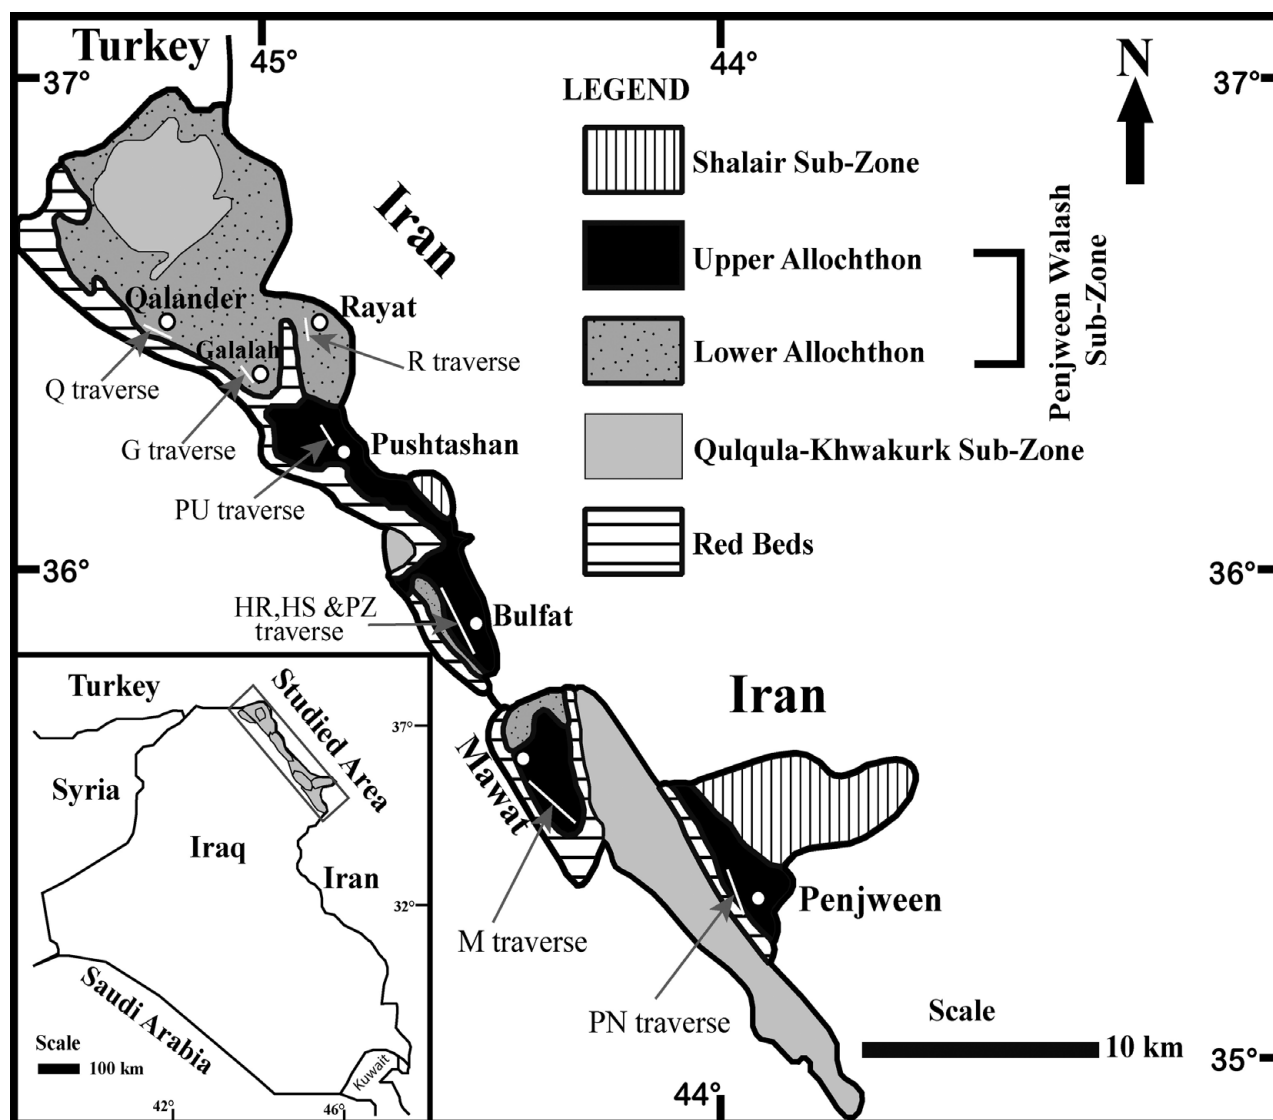 Turkey
45°
44°
N
37°
37°
LEGEND
Shalair Sub-Zone
Iran
Upper Allochthon
Penjween Walash
Sub-Zone
Qalander
Rayat
Galalah
R traverse
Lower Allochthon
Q traverse
G traverse
Pushtashan
Qulqula-Khwakurk Sub-Zone
PU traverse
Red Beds
36°
36°
HR,HS &PZ
traverse
Bulfat
Iran
Mawat
Penjween
M traverse
PN traverse
Scale
10 km
35°
44°
Turkey
Studied Area
37°
Syria
Iraq
Iran
32°
Saudi Arabia
Scale
100 km
Kuwait
42°
46°